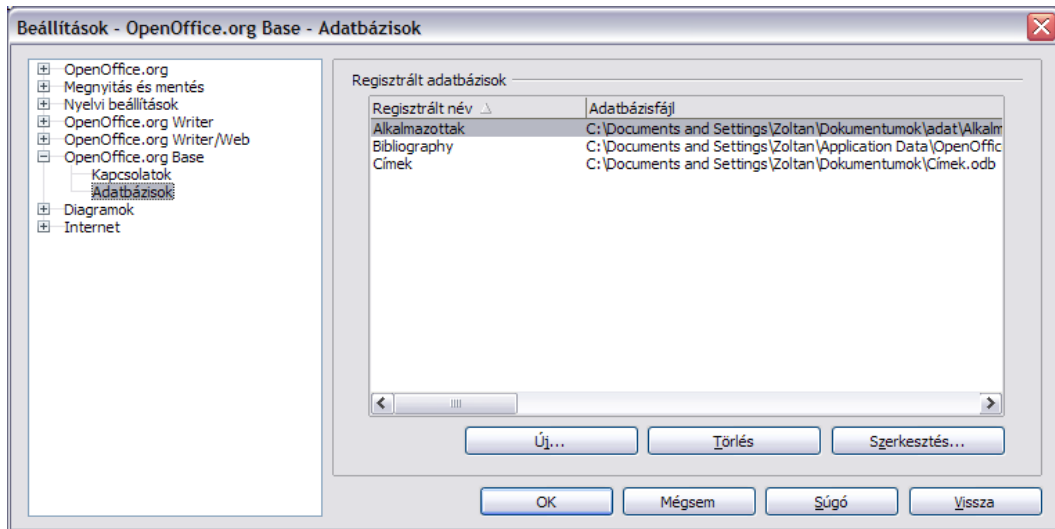 Beállítások - OpenOffice.org Base - Adatbázisok
OpenOffice.org
Megnyitás és mentés
Nyelvi beállítások
OpenOffice.org Writer
OpenOffice.org Writer/Web
OpenOffice.org Base
Kapcsolatok
Adatbázisok
Diagramok
Internet
Regisztrált adatbázisok
Regisztrált név Adatbázisfájl
Alkalmazottak C:\Documents and Settings\Zoltan\Dokumentumok\adat\Alkalm
Bibliography C:\Documents and Settings\Zoltan\Application Data\OpenOffic
Címek C:\Documents and Settings\Zoltan\Dokumentumok\Címek.odb
Új... Törlés Szerkesztés...
OK Mégsem Súgó Vissza